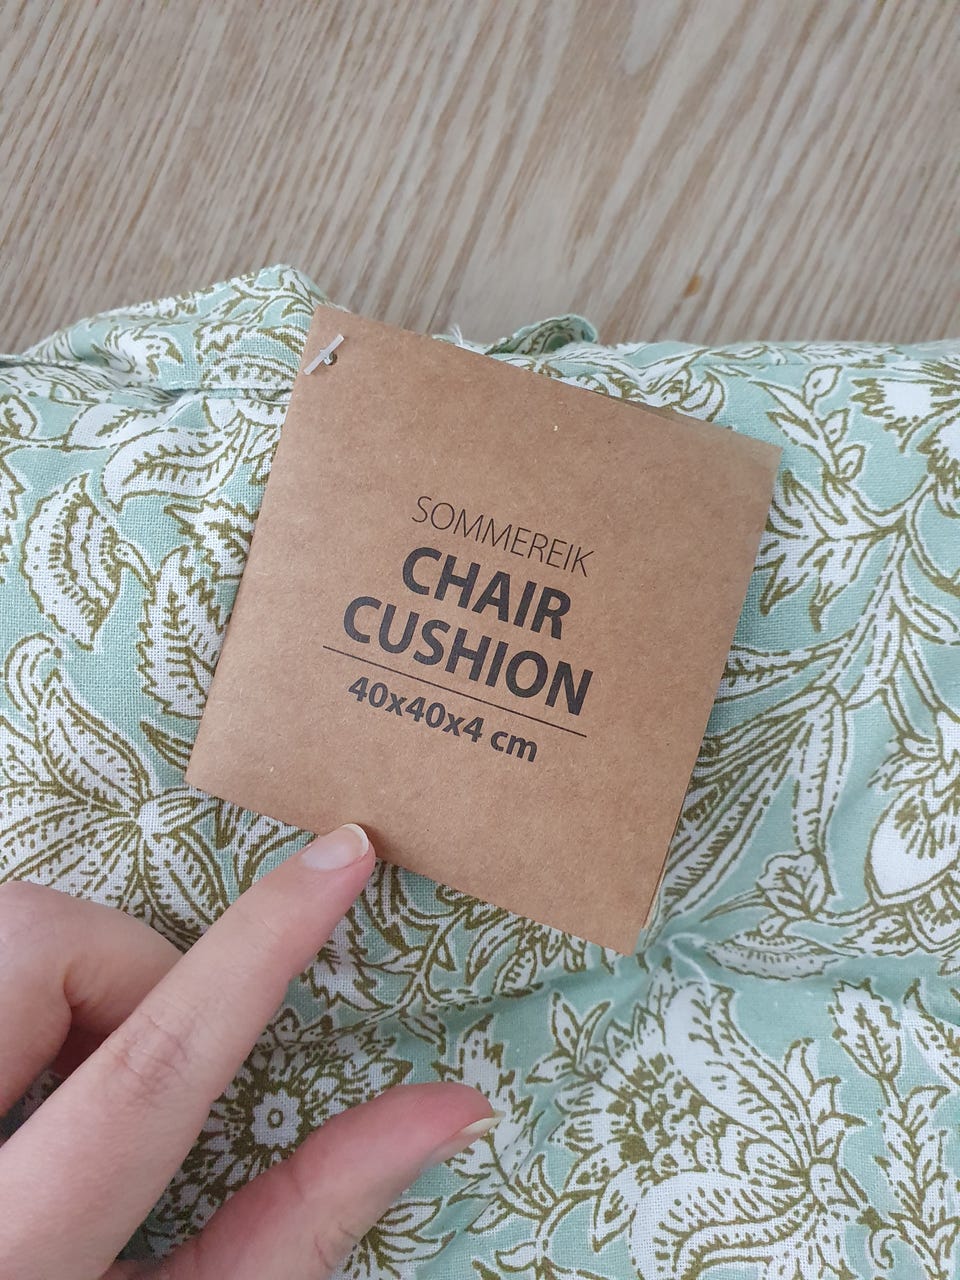 SOMMEREIK
CHAIR
CUSHION
40x40x4 cm